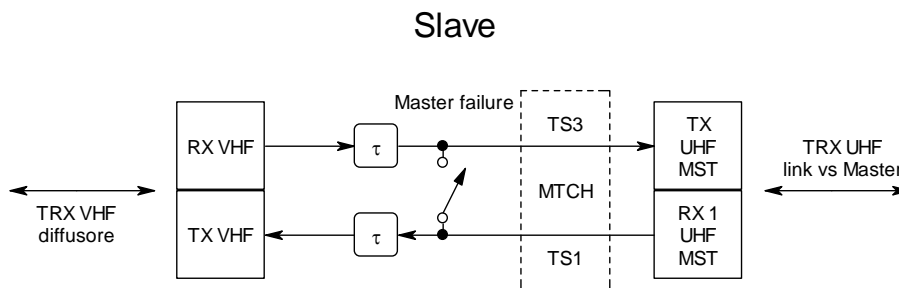 Slave
Master failure
RX VHF
τ
TS3
TX
UHF
MST
TRX VHF
diffusore
MTCH
TRX UHF
link vs Master
TX VHF
τ
TS1
RX 1
UHF
MST